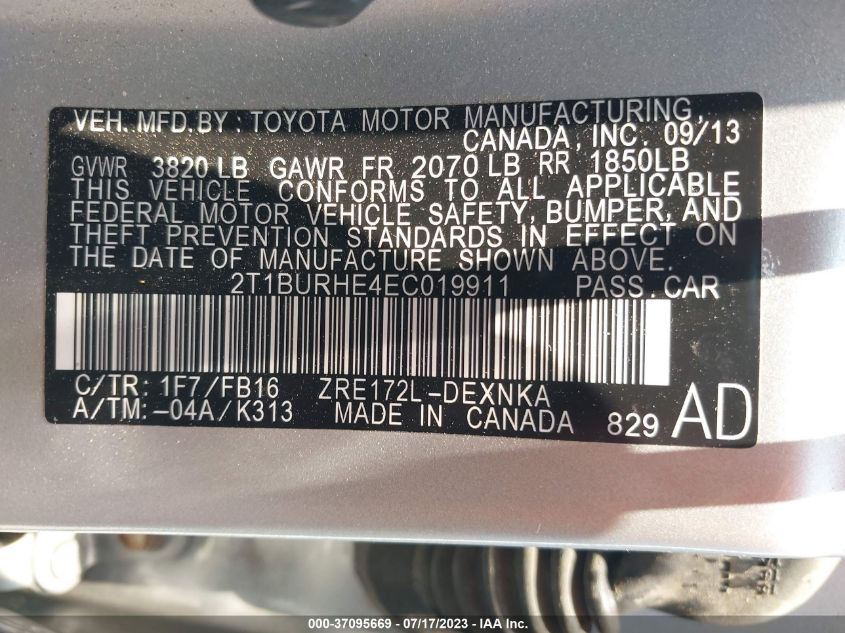 VEH. MFD. BY : TOYOTA MOTOR MANUFACTURING,
CANADA, INC. 09/13
GVWR 3820 LB GAWR FR 2070 LB RR 1850LB
THIS VEHICLE CONFORMS TO ALL APPLICABLE
FEDERAL MOTOR VEHICLE SAFETY, BUMPER, AND
THEFT PREVENTION STANDARDS IN EFFECT ON
THE DATE OF MANUFACTURE SHOWN ABOVE.
2T1BURHE4EC019911 PASS. CAR
C/TR: 1F7/FB16 ZRE172L-DEXNKA
A/TM: -04A/K313 MADE IN CANADA 829 AD
000-37095669 - 07/17/2023 - IAAI.com